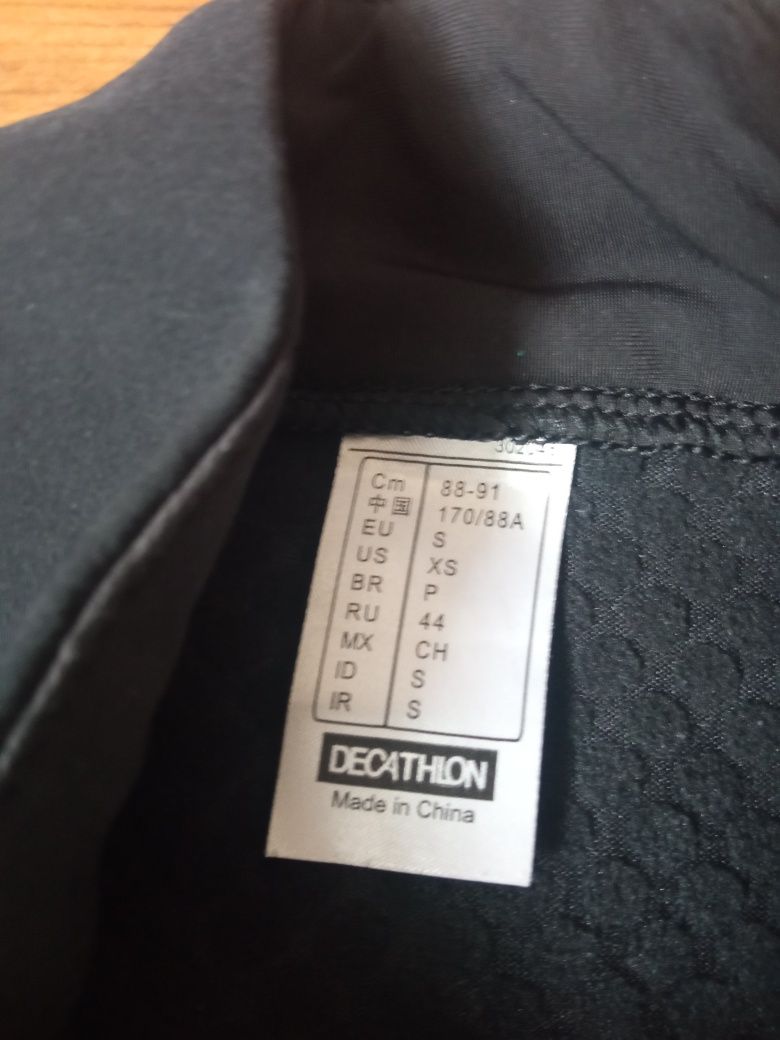 Cm 88-91
中国 170/88A
EU S
US XS
BR P
RU 44
MX CH
ID S
IR S
DECATHLON
Made in China